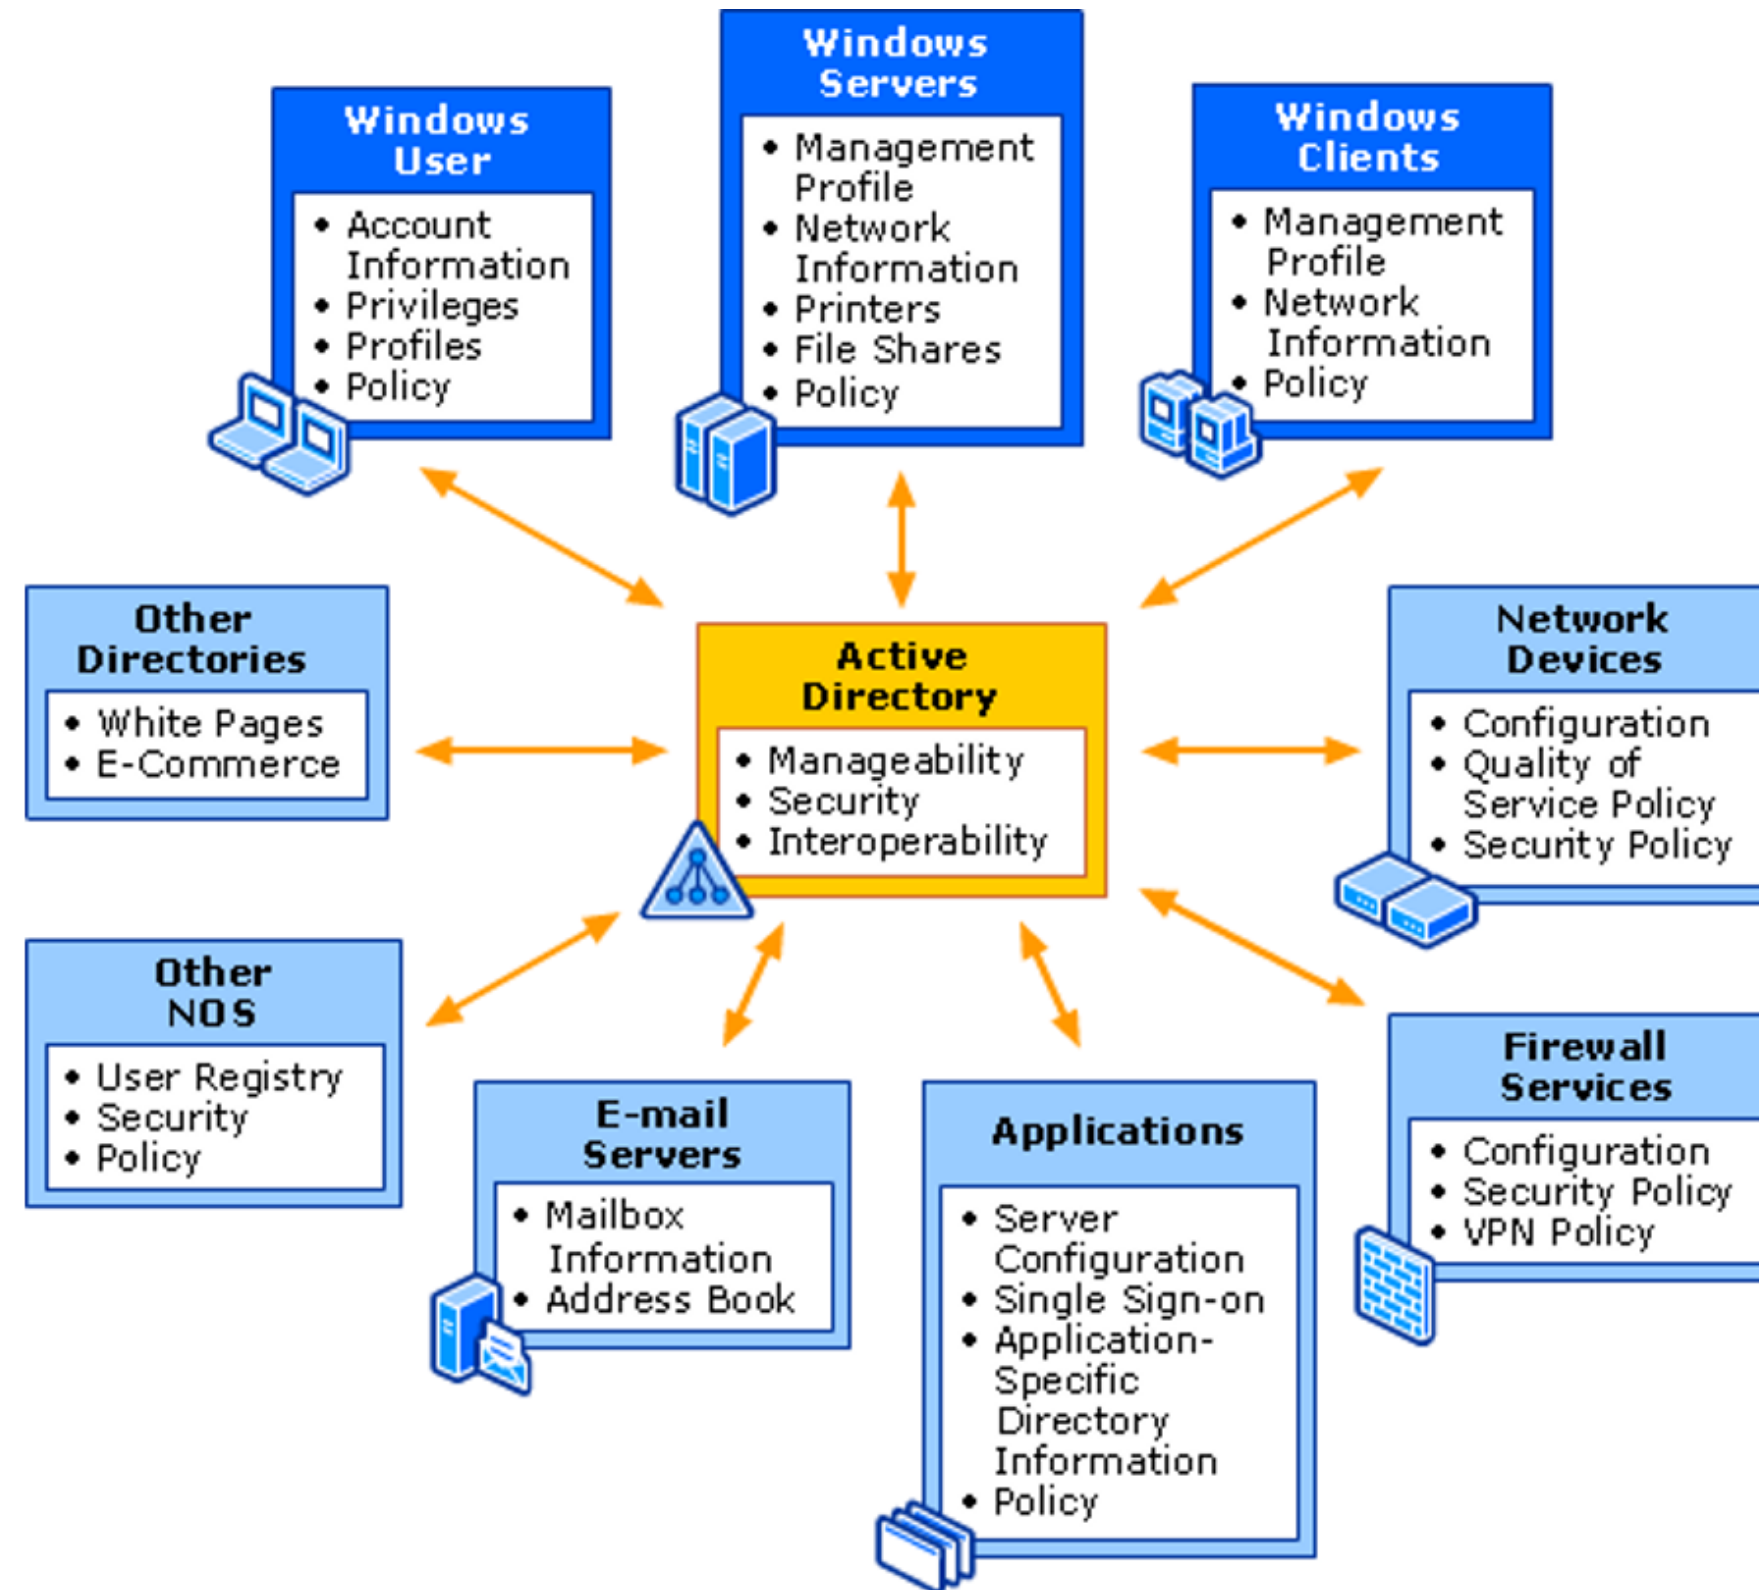 Windows
Servers
• Management
Profile
• Network
Information
• Printers
• File Shares
• Policy
Windows
User
• Account
Information
• Privileges
• Profiles
• Policy
Windows
Clients
• Management
Profile
• Network
Information
• Policy
Other
Directories
• White Pages
• E-Commerce
Active
Directory
• Manageability
• Security
• Interoperability
Network
Devices
• Configuration
• Quality of
Service Policy
• Security Policy
Other
NOS
• User Registry
• Security
• Policy
E-mail
Servers
• Mailbox
Information
• Address Book
Applications
• Server
Configuration
• Single Sign-on
• Application-
Specific
Directory
Information
• Policy
Firewall
Services
• Configuration
• Security Policy
• VPN Policy